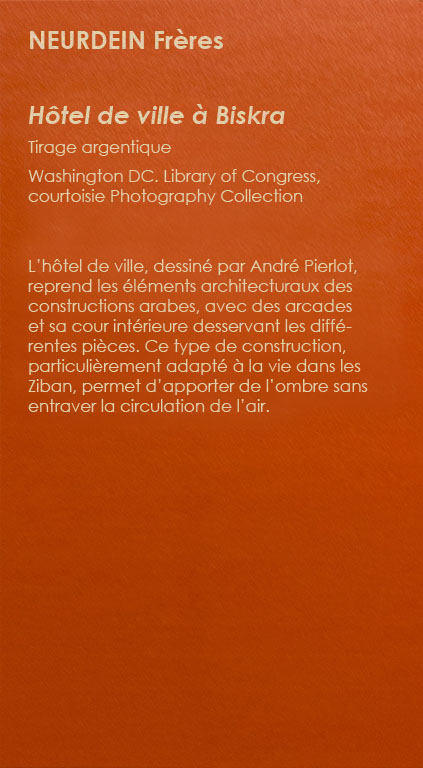 NEURDEIN Frères
Hôtel de ville à Biskra
Tirage argentique
Washington DC. Library of Congress,
courtoisie Photography Collection
L’hôtel de ville, dessiné par André Pierlot,
reprend les éléments architecturaux des
constructions arabes, avec des arcades
et sa cour intérieure desservant les diffé-
rentes pièces. Ce type de construction,
particulièrement adapté à la vie dans les
Ziban, permet d’apporter de l’ombre sans
entraver la circulation de l’air.